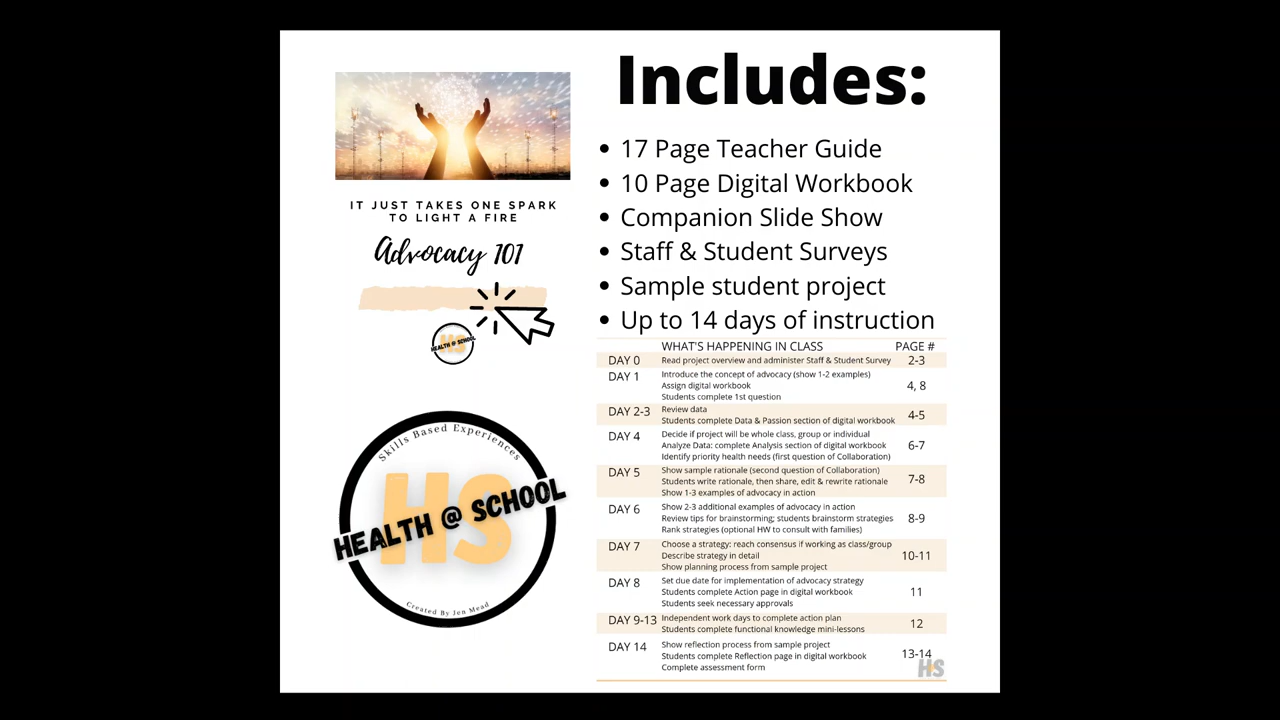 IT JUST TAKES ONE SPARK
TO LIGHT A FIRE
Advocacy 101
HS
HEALTH @ SCHOOL
Skills Based Experiences
HS
HEALTH @ SCHOOL
Created By Jen Mead
Includes:
• 17 Page Teacher Guide
• 10 Page Digital Workbook
• Companion Slide Show
• Staff & Student Surveys
• Sample student project
• Up to 14 days of instruction
WHAT'S HAPPENING IN CLASS PAGE #
DAY 0 Read project overview and administer Staff & Student Survey 2-3
DAY 1 Introduce the concept of advocacy (show 1-2 examples)
Assign digital workbook 4, 8
Students complete 1st question
DAY 2-3 Review data
Students complete Data & Passion section of digital workbook 4-5
DAY 4 Decide if project will be whole class, group or individual
Analyze Data: complete Analysis section of digital workbook 6-7
Identify priority health needs (first question of Collaboration)
DAY 5 Show sample rationale (second question of Collaboration)
Students write rationale, then share, edit & rewrite rationale 7-8
Show 1-3 examples of advocacy in action
DAY 6 Show 2-3 additional examples of advocacy in action
Review tips for brainstorming; students brainstorm strategies 8-9
Rank strategies (optional HW to consult with families)
DAY 7 Choose a strategy: reach consensus if working as class/group
Describe strategy in detail 10-11
Show planning process from sample project
DAY 8 Set due date for implementation of advocacy strategy
Students complete Action page in digital workbook 11
Students seek necessary approvals
DAY 9-13 Independent work days to complete action plan
Students complete functional knowledge mini-lessons 12
DAY 14 Show reflection process from sample project
Students complete Reflection page in digital workbook 13-14
Complete assessment form
HS